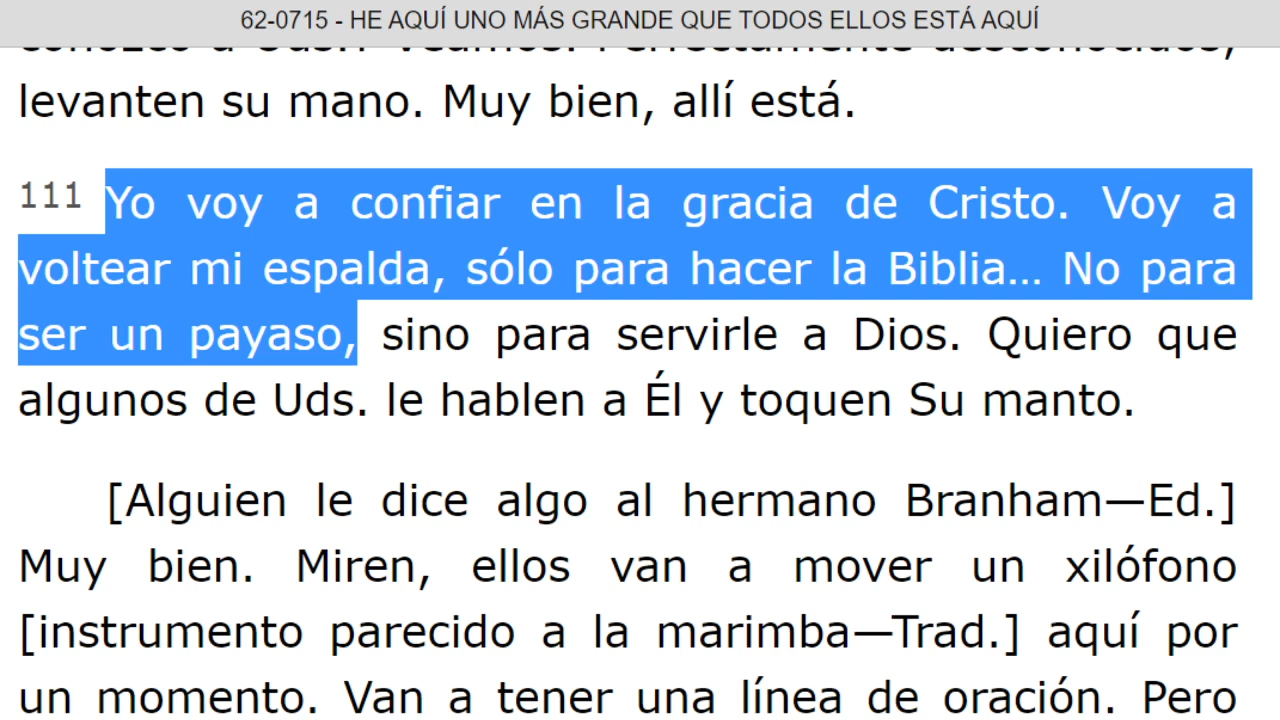 62-0715 - HE AQUÍ UNO MÁS GRANDE QUE TODOS ELLOS ESTÁ AQUÍ
levanten su mano. Muy bien, allí está.
111 Yo voy a confiar en la gracia de Cristo. Voy a
voltear mi espalda, sólo para hacer la Biblia… No para
ser un payaso, sino para servirle a Dios. Quiero que
algunos de Uds. le hablen a Él y toquen Su manto.
[Alguien le dice algo al hermano Branham—Ed.]
Muy bien. Miren, ellos van a mover un xilófono
[instrumento parecido a la marimba—Trad.] aquí por
un momento. Van a tener una línea de oración. Pero